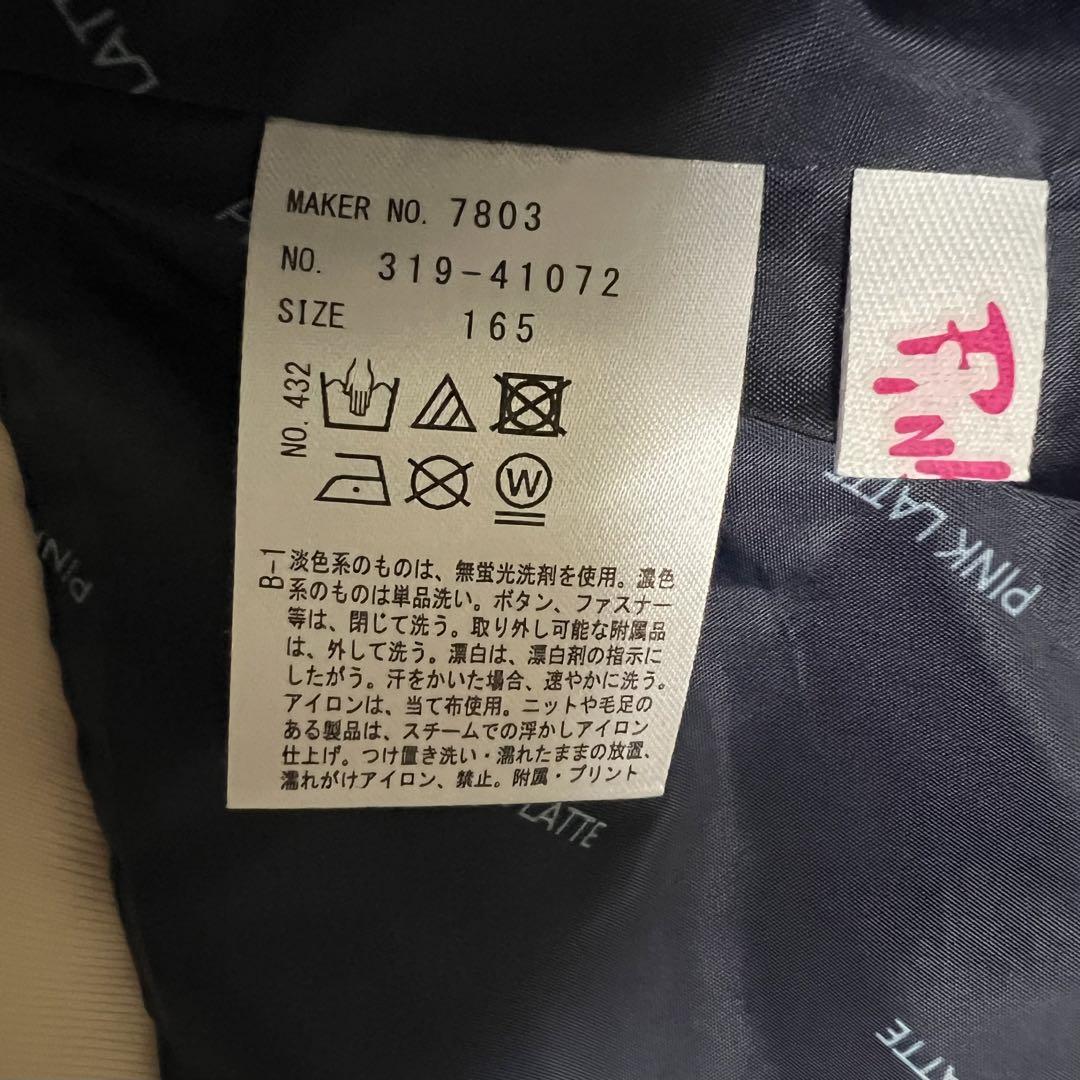 LATTE
MAKER NO. 7803
NO. 319-41072
SIZE 165
NO. 432
W
B-1
淡色系のものは、無蛍光洗剤を使用。濃色
系のものは単品洗い。ボタン、ファスナー
等は、閉じて洗う。取り外し可能な附属品
は、外して洗う。漂白は、漂白剤の指示に
したがう。汗をかいた場合、速やかに洗う。
アイロンは、当て布使用。ニットや毛足の
ある製品は、スチームでの浮かしアイロン
仕上げ。つけ置き洗い・濡れたままの放置、
濡れがけアイロン、禁止。附属・プリント
PINK LATTE
PINK
LATTE
LATTE